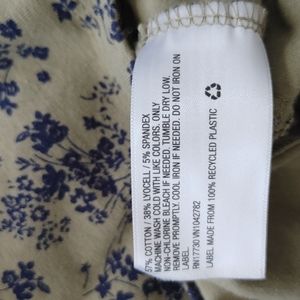 57% COTTON / 38% LYOCELL / 5% SPANDEX
MACHINE WASH COLD WITH LIKE COLORS. ONLY
NON-CHLORINE BLEACH IF NEEDED. TUMBLE DRY LOW.
REMOVE PROMPTLY. COOL IRON IF NEEDED. DO NOT IRON ON
LABEL.
RN17730 VN1042782
LABEL MADE FROM 100% RECYCLED PLASTIC